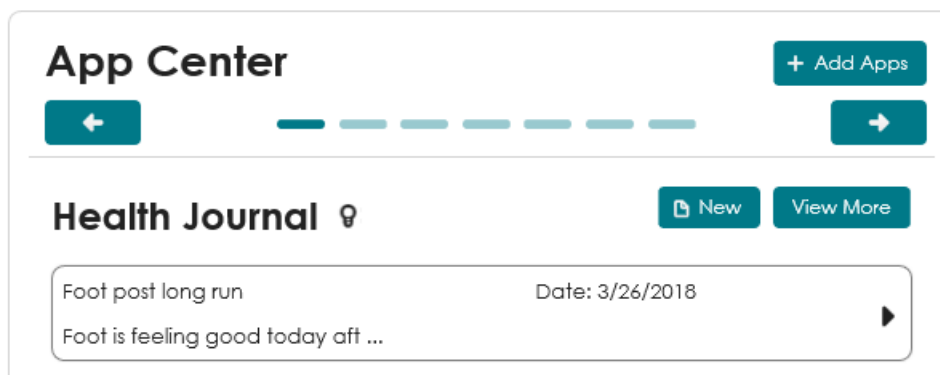 App Center
+ Add Apps
Health Journal
New
View More
Foot post long run
Date: 3/26/2018
Foot is feeling good today aft ...